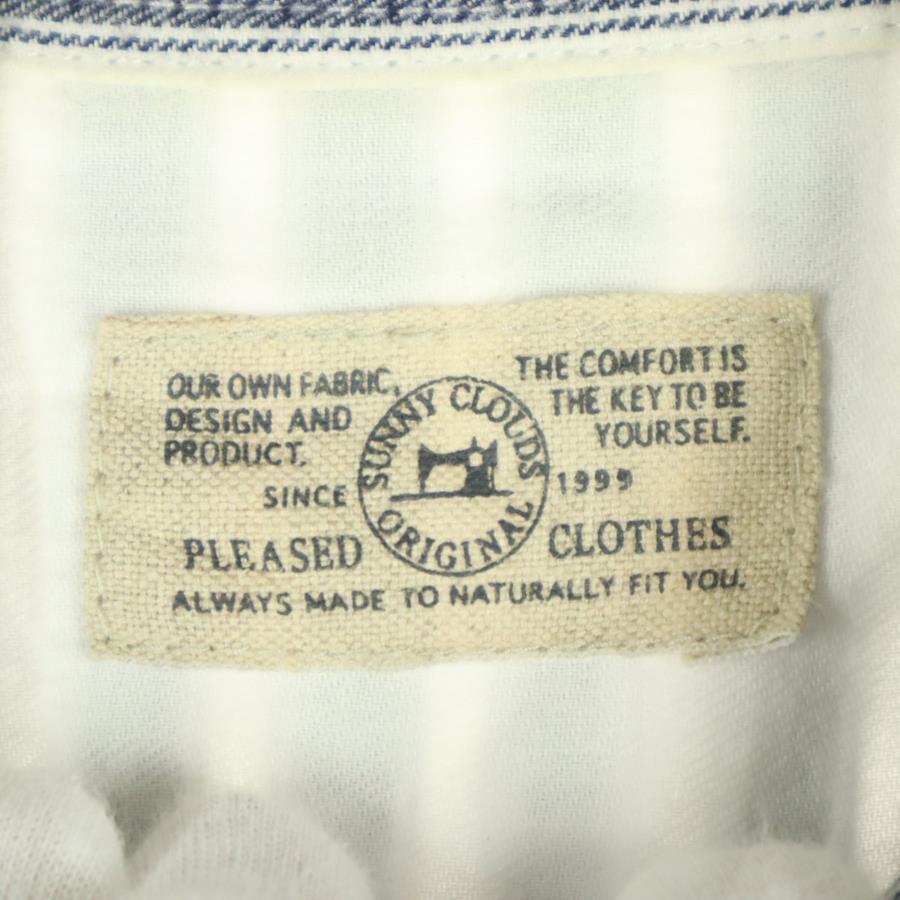 OUR OWN FABRIC,
DESIGN AND
PRODUCT.
THE COMFORT IS
THE KEY TO BE
YOURSELF.
SUNNY CLOUDS
ORIGINAL
SINCE 1999
PLEASED CLOTHES
ALWAYS MADE TO NATURALLY FIT YOU.